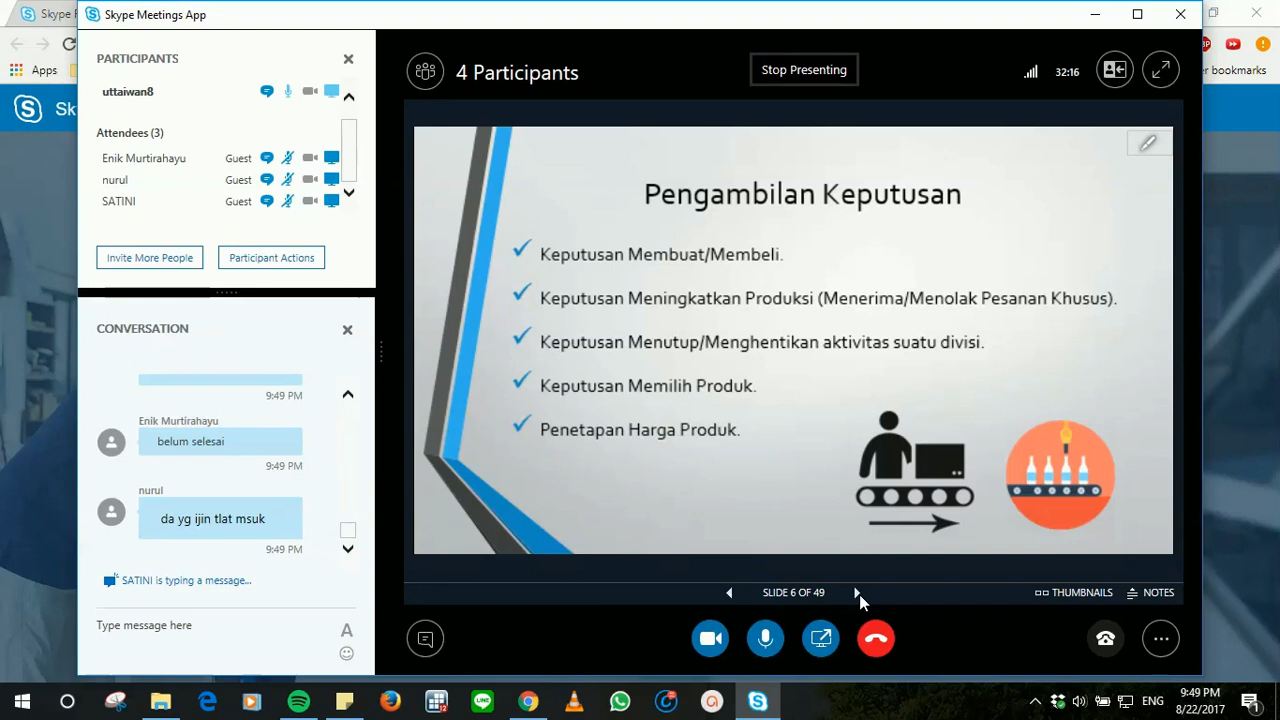 Skype
Skype Meetings App
Apps
er bookmarks
Sk
PARTICIPANTS
uttaiwan8
Attendees (3)
Enik Murtirahayu Guest
nurul Guest
SATINI Guest
Invite More People
Participant Actions
CONVERSATION
9:49 PM
Enik Murtirahayu
belum selesai
9:49 PM
nurul
da yg ijin tlat msuk
9:49 PM
SATINI is typing a message...
Type message here
A
4 Participants
Stop Presenting
32:16
Pengambilan Keputusan
Keputusan Membuat/Membeli.
Keputusan Meningkatkan Produksi (Menerima/Menolak Pesanan Khusus).
Keputusan Menutup/Menghentikan aktivitas suatu divisi.
Keputusan Memilih Produk.
Penetapan Harga Produk.
SLIDE 6 OF 49
THUMBNAILS
NOTES
ENG
9:49 PM
8/22/2017